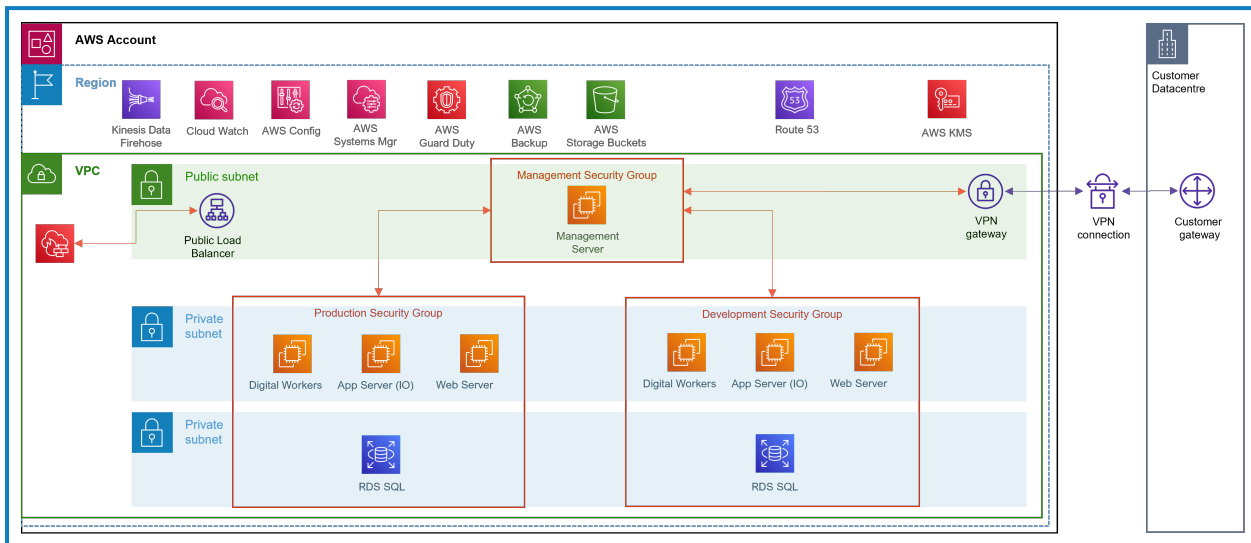 AWS Account
Customer
Datacentre
Region
Kinesis Data
Firehose
Cloud Watch
AWS Config
AWS
Systems Mgr
AWS
Guard Duty
AWS
Backup
AWS
Storage Buckets
53
Route 53
AWS KMS
VPC
Public subnet
Management Security Group
Public Load
Balancer
Management
Server
VPN
gateway
VPN
connection
Customer
gateway
Private
subnet
Production Security Group
Digital Workers
App Server (IO)
Web Server
Development Security Group
Digital Workers
App Server (IO)
Web Server
Private
subnet
RDS SQL
RDS SQL